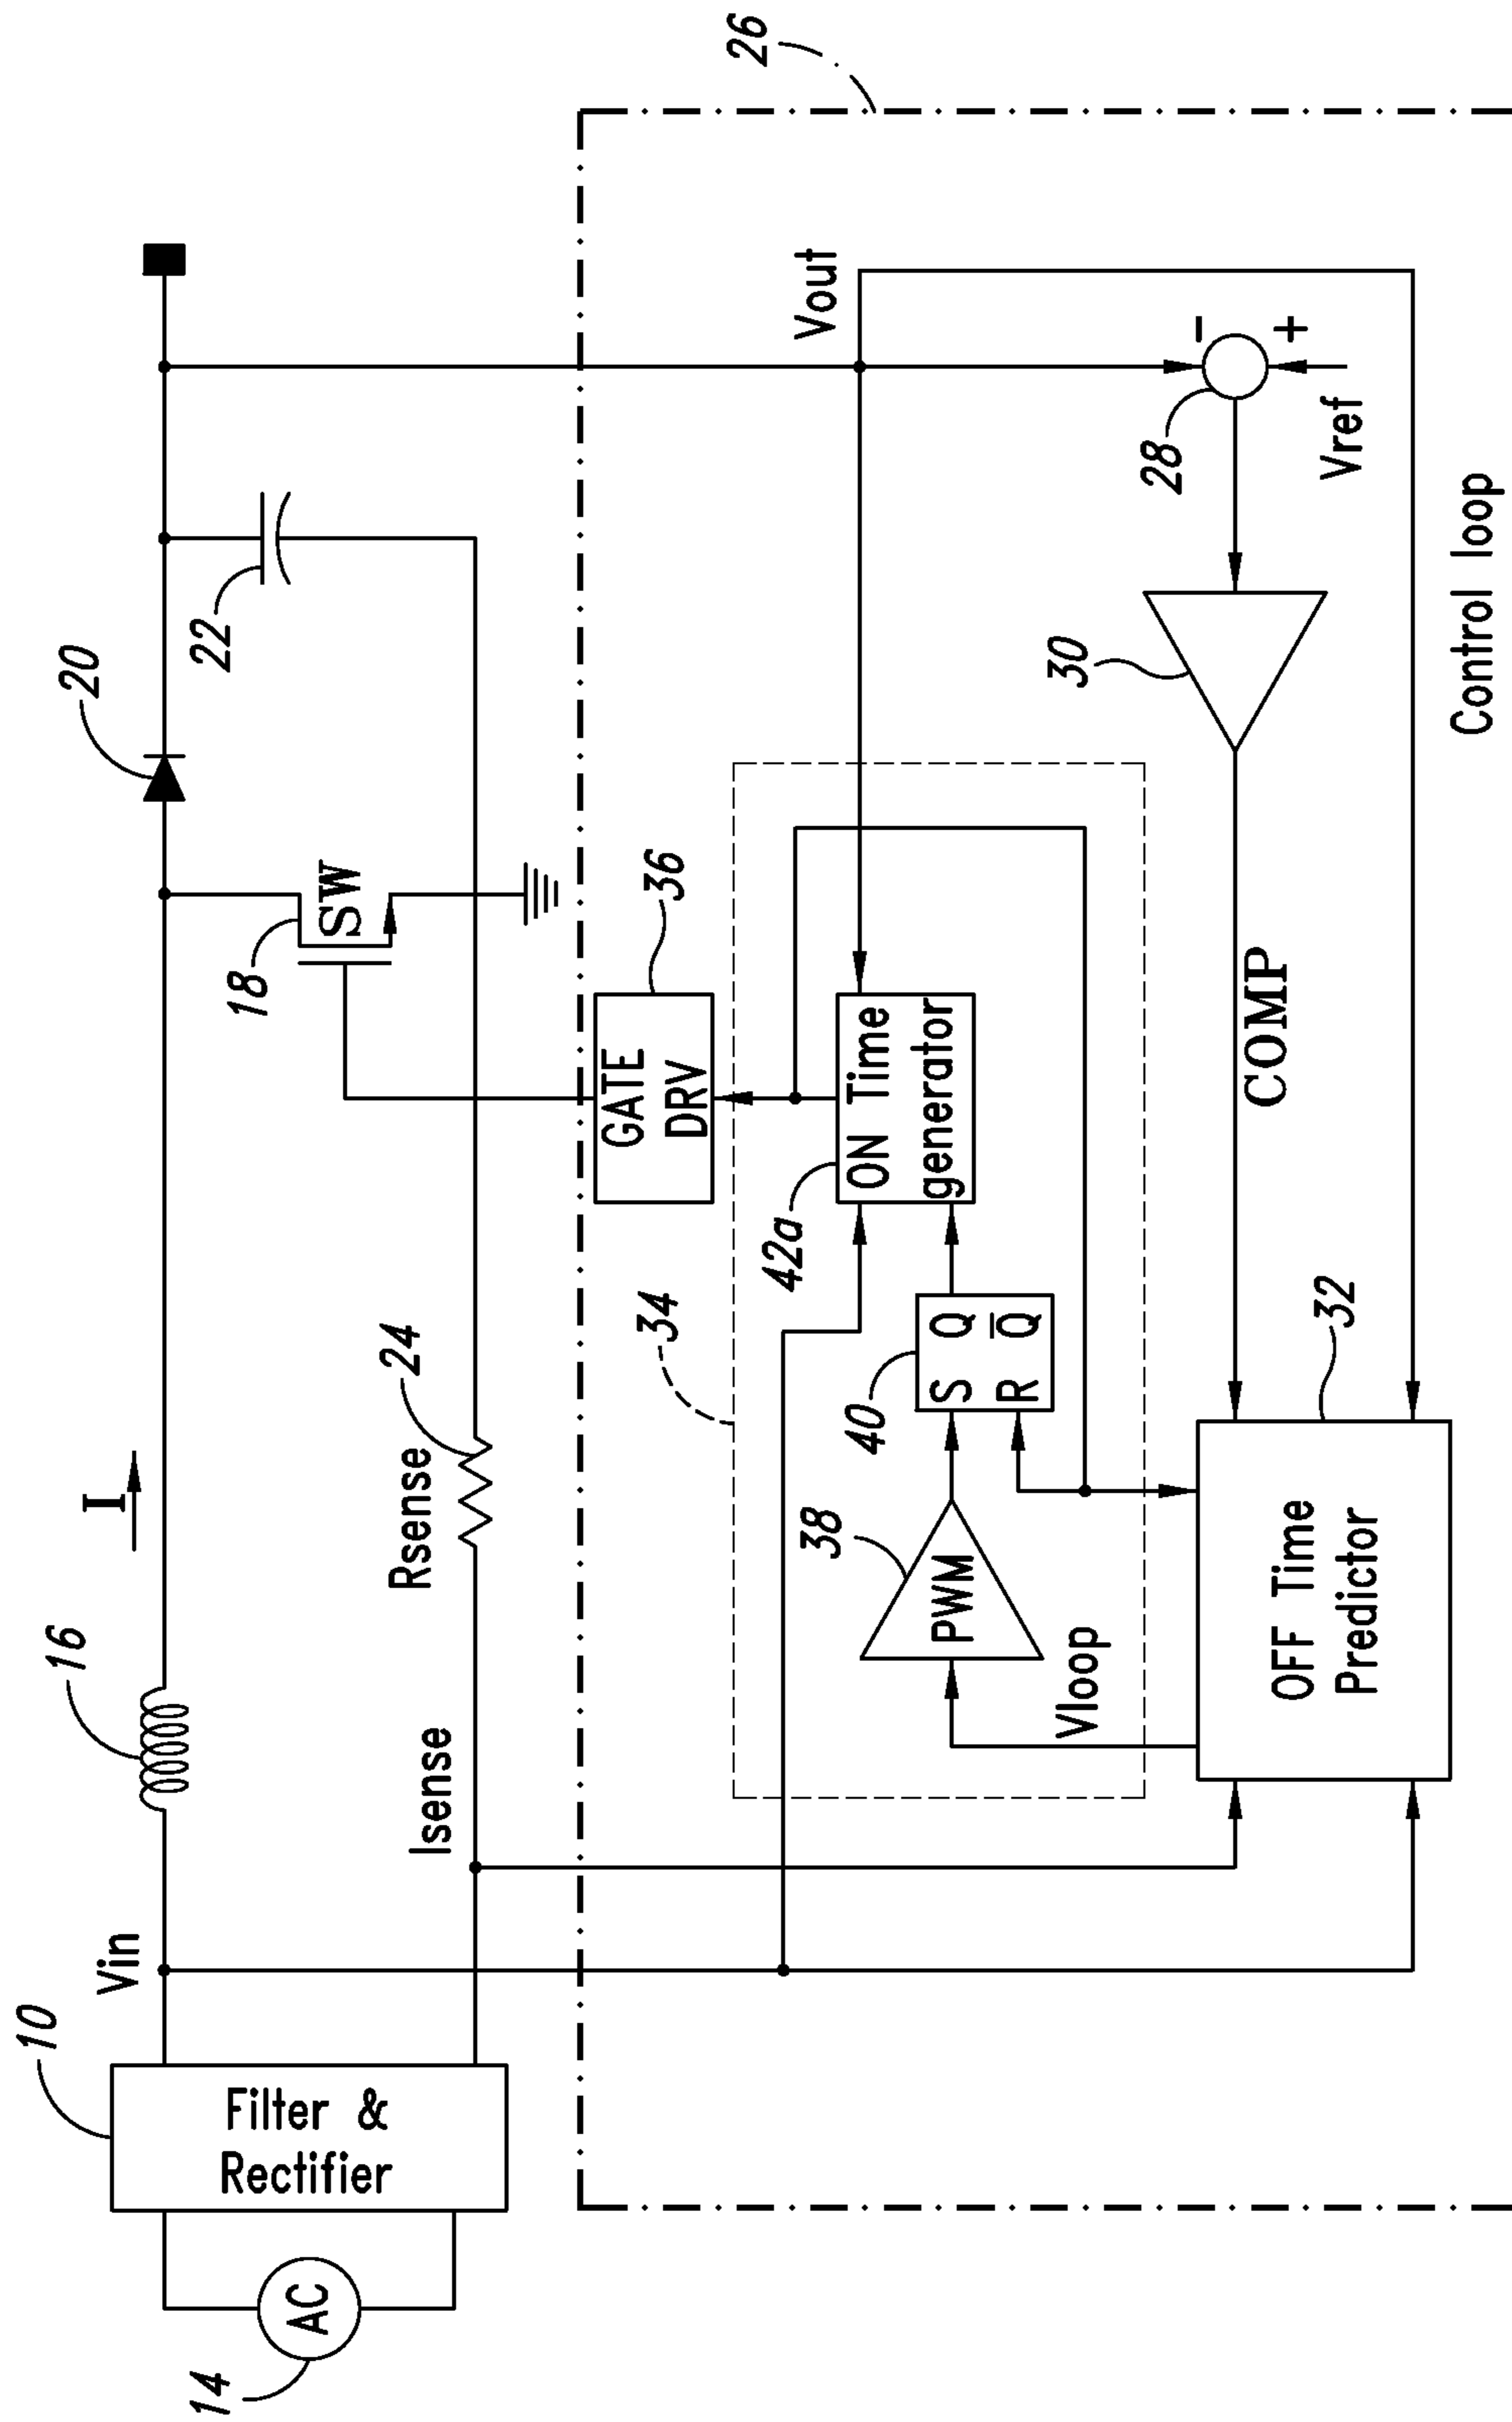 10
Vin
16
I
20
14
AC
Filter &
Rectifier
Isense
Rsense
24
18
SW
22
26
34
36
GATE
DRV
Vout
42a
ON Time
generator
38
PWM
40
S Q
R Q̅
Vloop
30
28
-
+
Vref
COMP
32
OFF Time
Predictor
Control loop